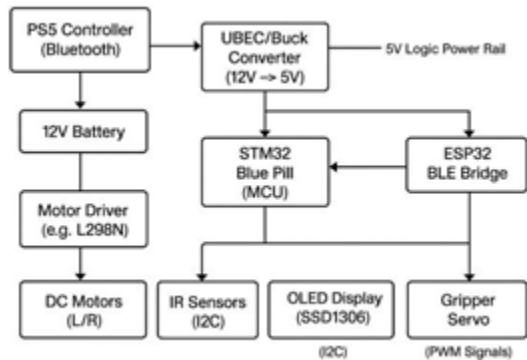 PS5 Controller
(Bluetooth)
UBEC/Buck
Converter
(12V –> 5V)
5V Logic Power Rail
12V Battery
STM32
Blue Pill
(MCU)
ESP32
BLE Bridge
Motor Driver
(e.g. L298N)
DC Motors
(L/R)
IR Sensors
(I2C)
OLED Display
(SSD1306)
Gripper
Servo
(I2C)
(PWM Signals)